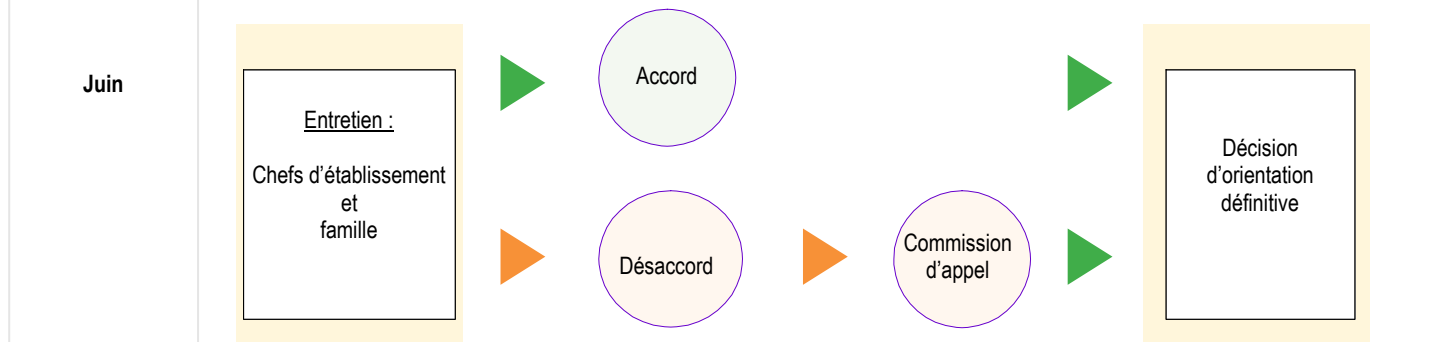 Juin
Entretien :
Chefs d’établissement
et
famille
Accord
Désaccord
Commission
d’appel
Décision
d’orientation
définitive